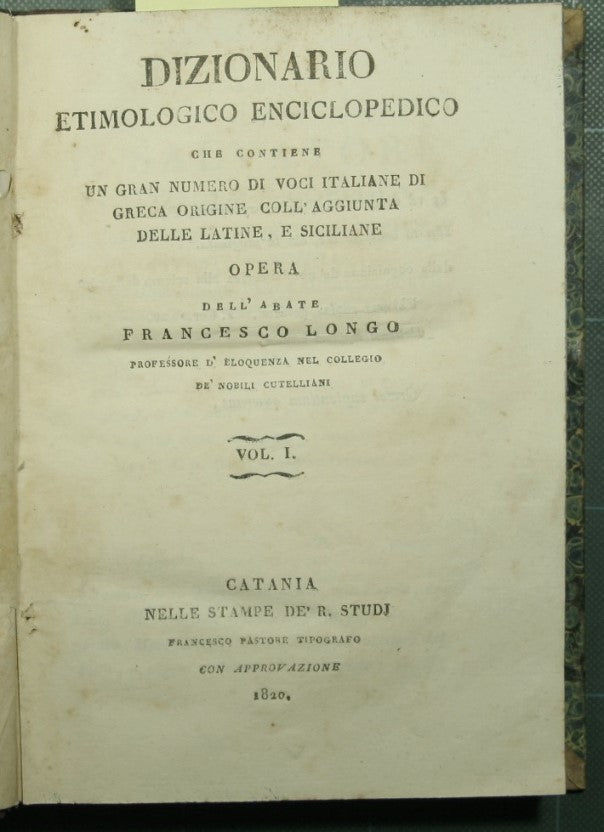 DIZIONARIO
ETIMOLOGICO ENCICLOPEDICO
CHE CONTIENE
UN GRAN NUMERO DI VOCI ITALIANE DI
GRECA ORIGINE COLL'AGGIUNTA
DELLE LATINE, E SICILIANE
OPERA
DELL' ABATE
FRANCESCO LONGO
PROFESSORE D' ELOQUENZA NEL COLLEGIO
DE' NOBILI CUTELLIANI
VOL. I.
CATANIA
NELLE STAMPE DE' R. STUDJ
FRANCESCO PASTORE TIPOGRAFO
CON APPROVAZIONE
1820.